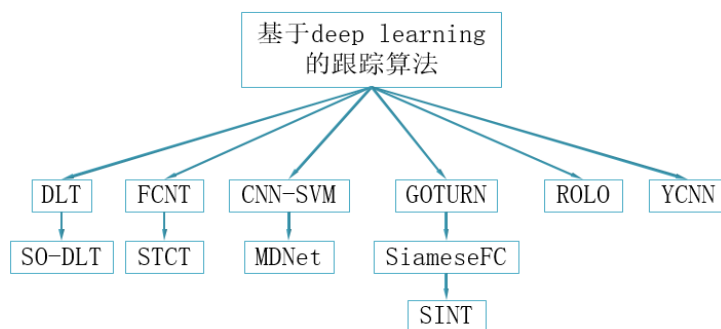 基于deep learning
的跟踪算法
DLT
FCNT
CNN-SVM
GOTURN
ROLO
YCNN
SO-DLT
STCT
MDNet
SiameseFC
SINT